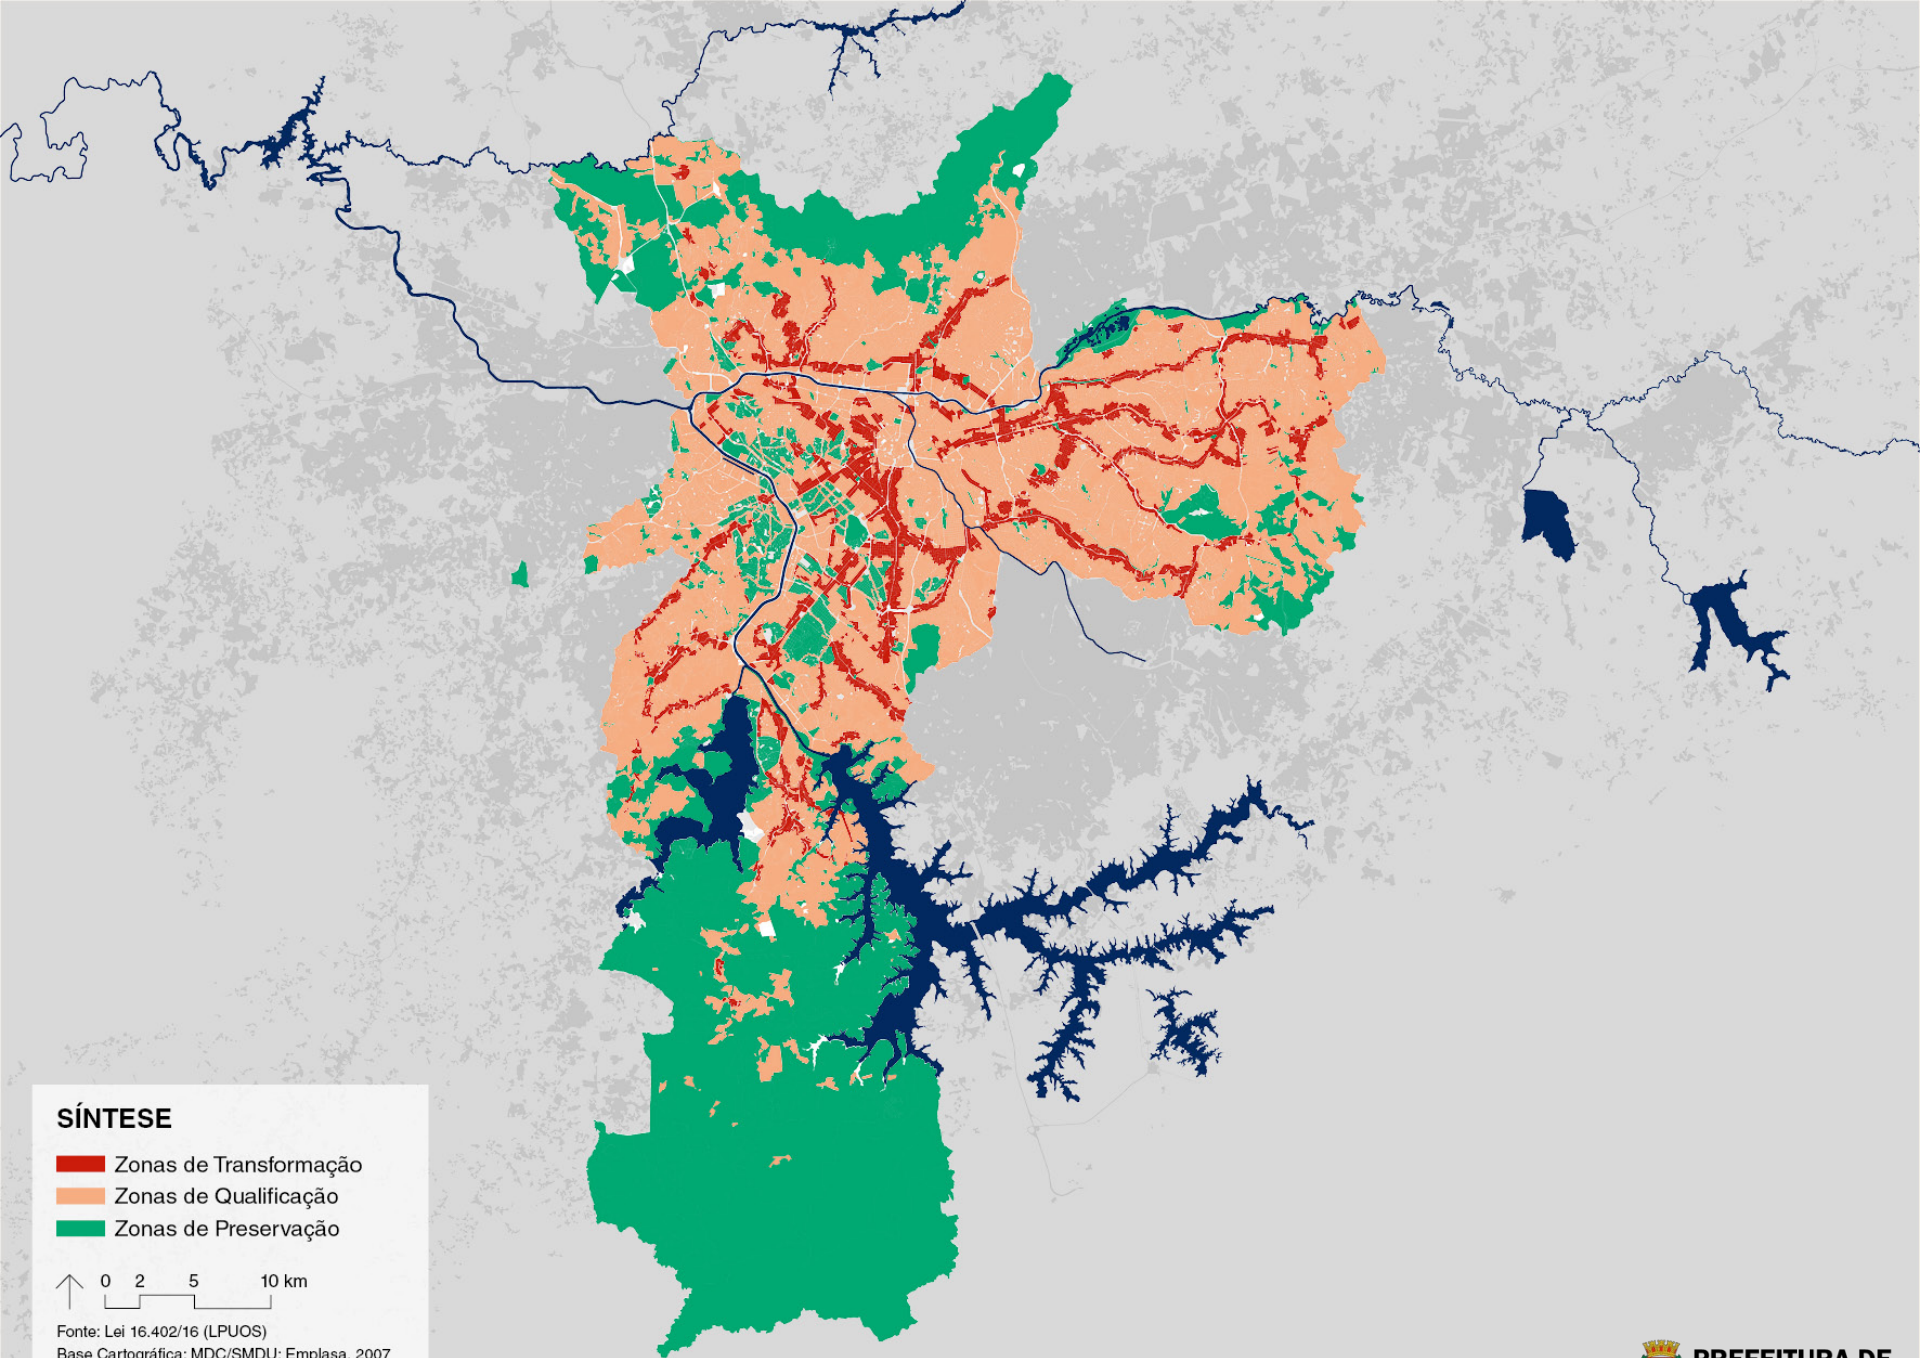 SÍNTESE
Zonas de Transformação
Zonas de Qualificação
Zonas de Preservação
0 2 5 10 km
Fonte: Lei 16.402/16 (LPUOS)
Base Cartográfica: MDC/SMDU; Emplasa, 2007
PREFEITURA DE